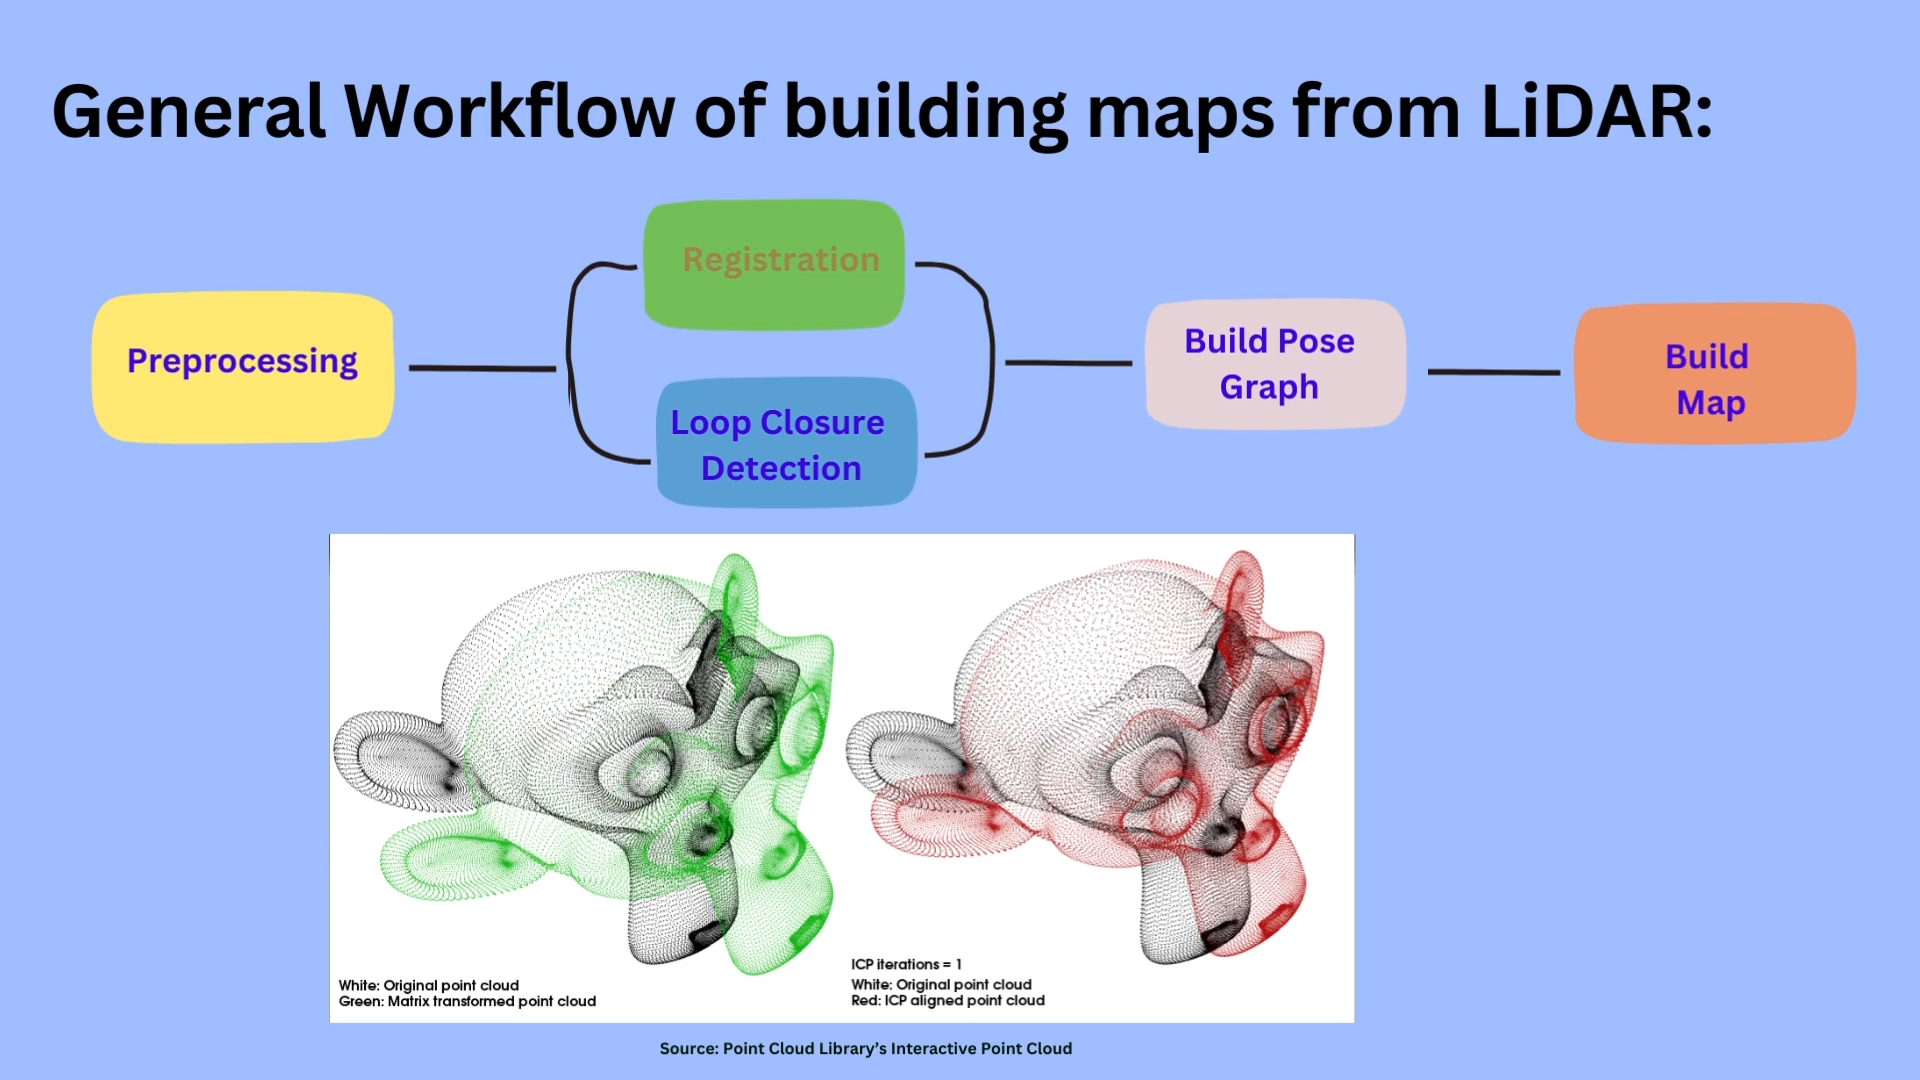 General Workflow of building maps from LiDAR:
Preprocessing
Registration
Loop Closure
Detection
Build Pose
Graph
Build
Map
White: Original point cloud
Green: Matrix transformed point cloud
ICP iterations = 1
White: Original point cloud
Red: ICP aligned point cloud
Source: Point Cloud Library’s Interactive Point Cloud